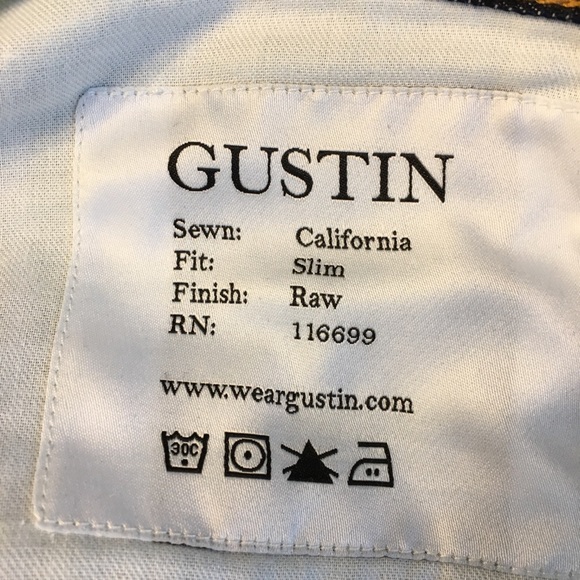 GUSTIN
Sewn: California
Fit: Slim
Finish: Raw
RN: 116699
www.weargustin.com
30C